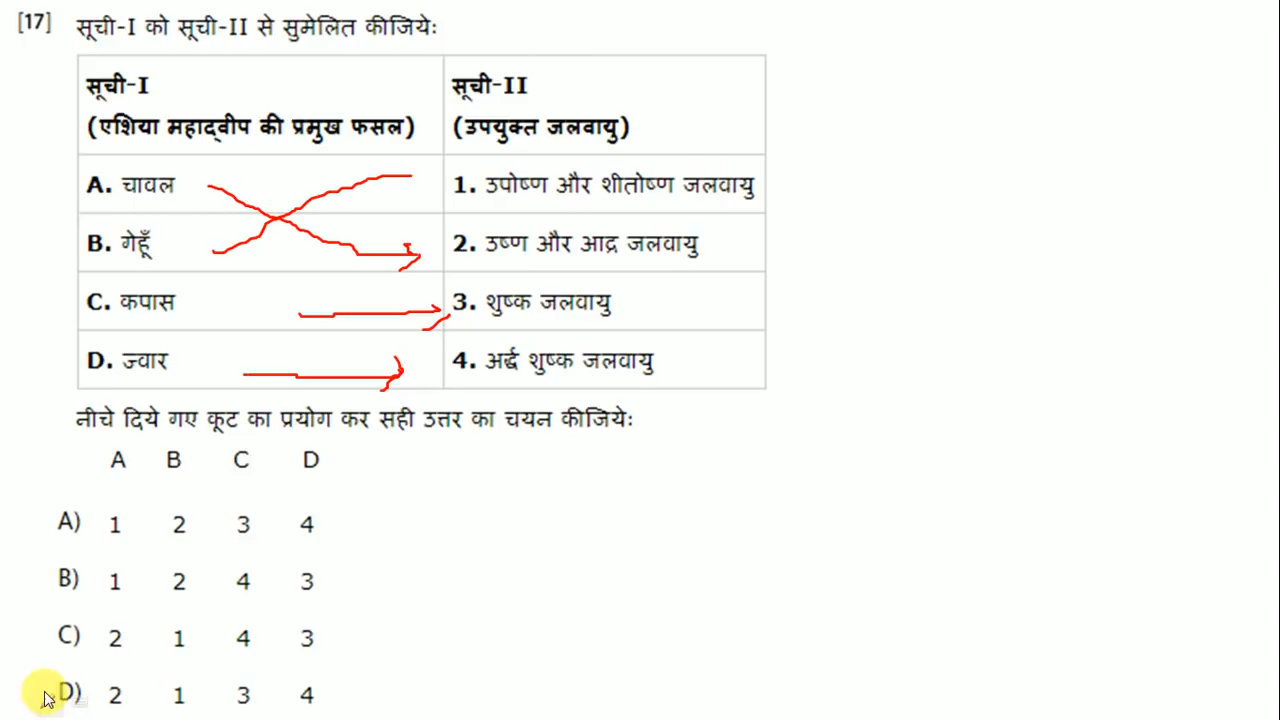 [17] सूची-I को सूची-II से सुमेलित कीजियेः
सूची-I सूची-II
(एशिया महाद्वीप की प्रमुख फसल) (उपयुक्त जलवायु)
A. चावल 1. उपोष्ण और शीतोष्ण जलवायु
B. गेहूँ 2. उष्ण और आद्र जलवायु
C. कपास 3. शुष्क जलवायु
D. ज्वार 4. अर्द्ध शुष्क जलवायु
नीचे दिये गए कूट का प्रयोग कर सही उत्तर का चयन कीजियेः
A B C D
A) 1 2 3 4
B) 1 2 4 3
C) 2 1 4 3
D) 2 1 3 4